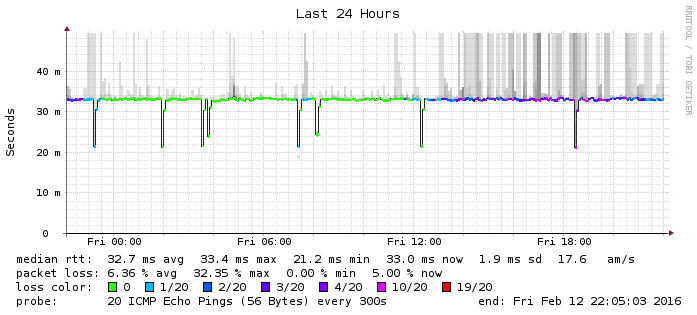 Last 24 Hours
RRDTOOL / TOBI OETIKER
Seconds
40 m
30 m
20 m
10 m
0
Fri 00:00 Fri 06:00 Fri 12:00 Fri 18:00
median rtt: 32.7 ms avg 33.4 ms max 21.2 ms min 33.0 ms now 1.9 ms sd 17.6 am/s
packet loss: 6.36 % avg 32.35 % max 0.00 % min 5.00 % now
loss color: 0 1/20 2/20 3/20 4/20 10/20 19/20
probe: 20 ICMP Echo Pings (56 Bytes) every 300s end: Fri Feb 12 22:05:03 2016